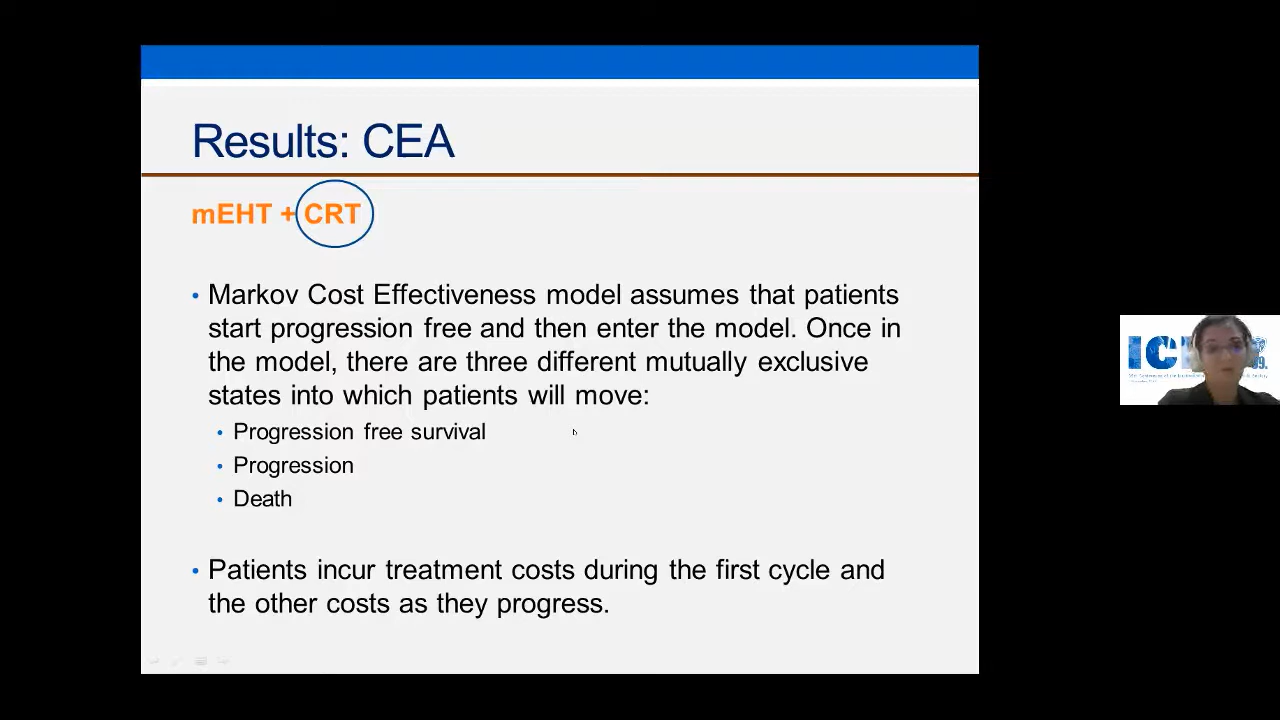 Results: CEA
mEHT + CRT
• Markov Cost Effectiveness model assumes that patients
start progression free and then enter the model. Once in
the model, there are three different mutually exclusive
states into which patients will move:
• Progression free survival
• Progression
• Death
• Patients incur treatment costs during the first cycle and
the other costs as they progress.